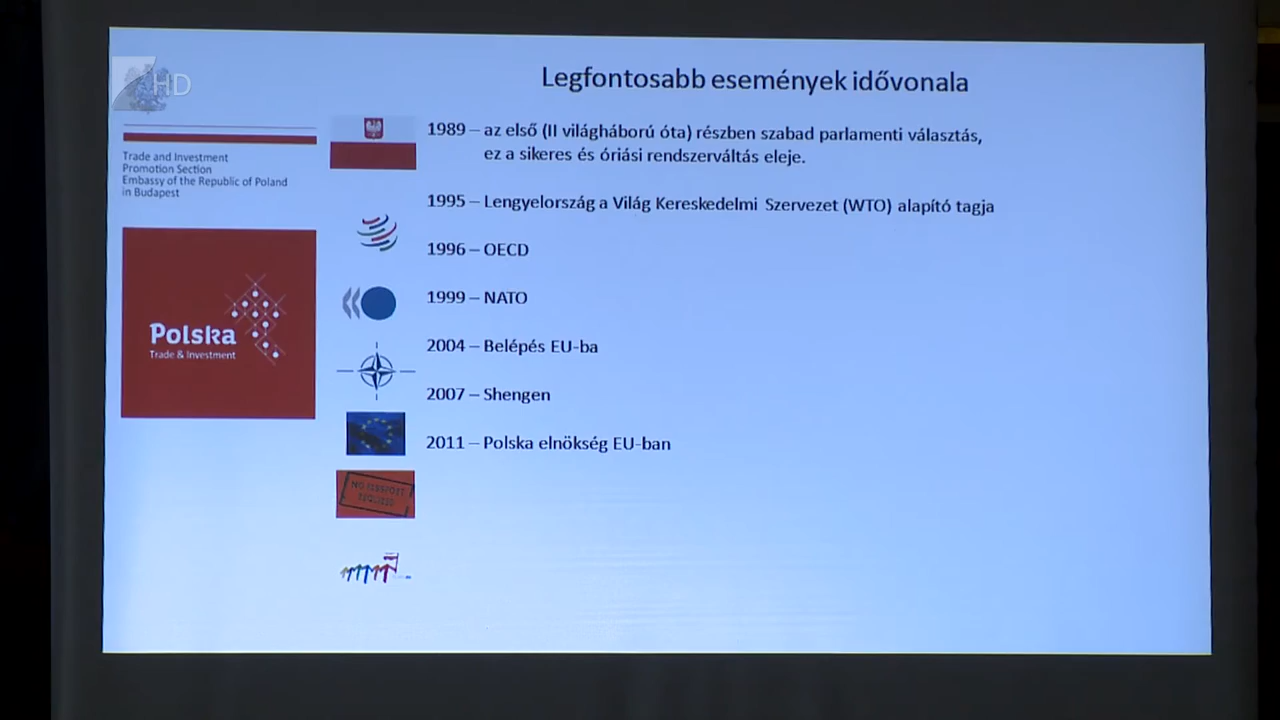 HD
Legfontosabb események idővonala
Trade and Investment
Promotion Section
Embassy of the Republic of Poland
in Budapest
Polska
Trade & Investment
1989 – az első (II világháború óta) részben szabad parlamenti választás,
ez a sikeres és óriási rendszerváltás eleje.
1995 – Lengyelország a Világ Kereskedelmi Szervezet (WTO) alapító tagja
1996 – OECD
1999 – NATO
2004 – Belépés EU-ba
2007 – Shengen
2011 – Polska elnökség EU-ban
NO PASSPORT